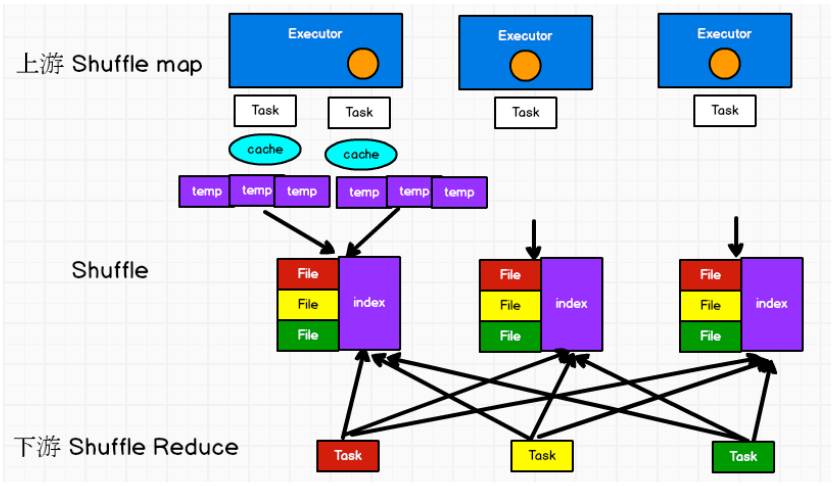 Executor
Executor
Executor
上游 Shuffle map
Task
Task
Task
Task
cache
cache
temp
temp
temp
temp
temp
temp
Shuffle
File
File
File
index
File
File
File
index
File
File
File
index
下游 Shuffle Reduce
Task
Task
Task